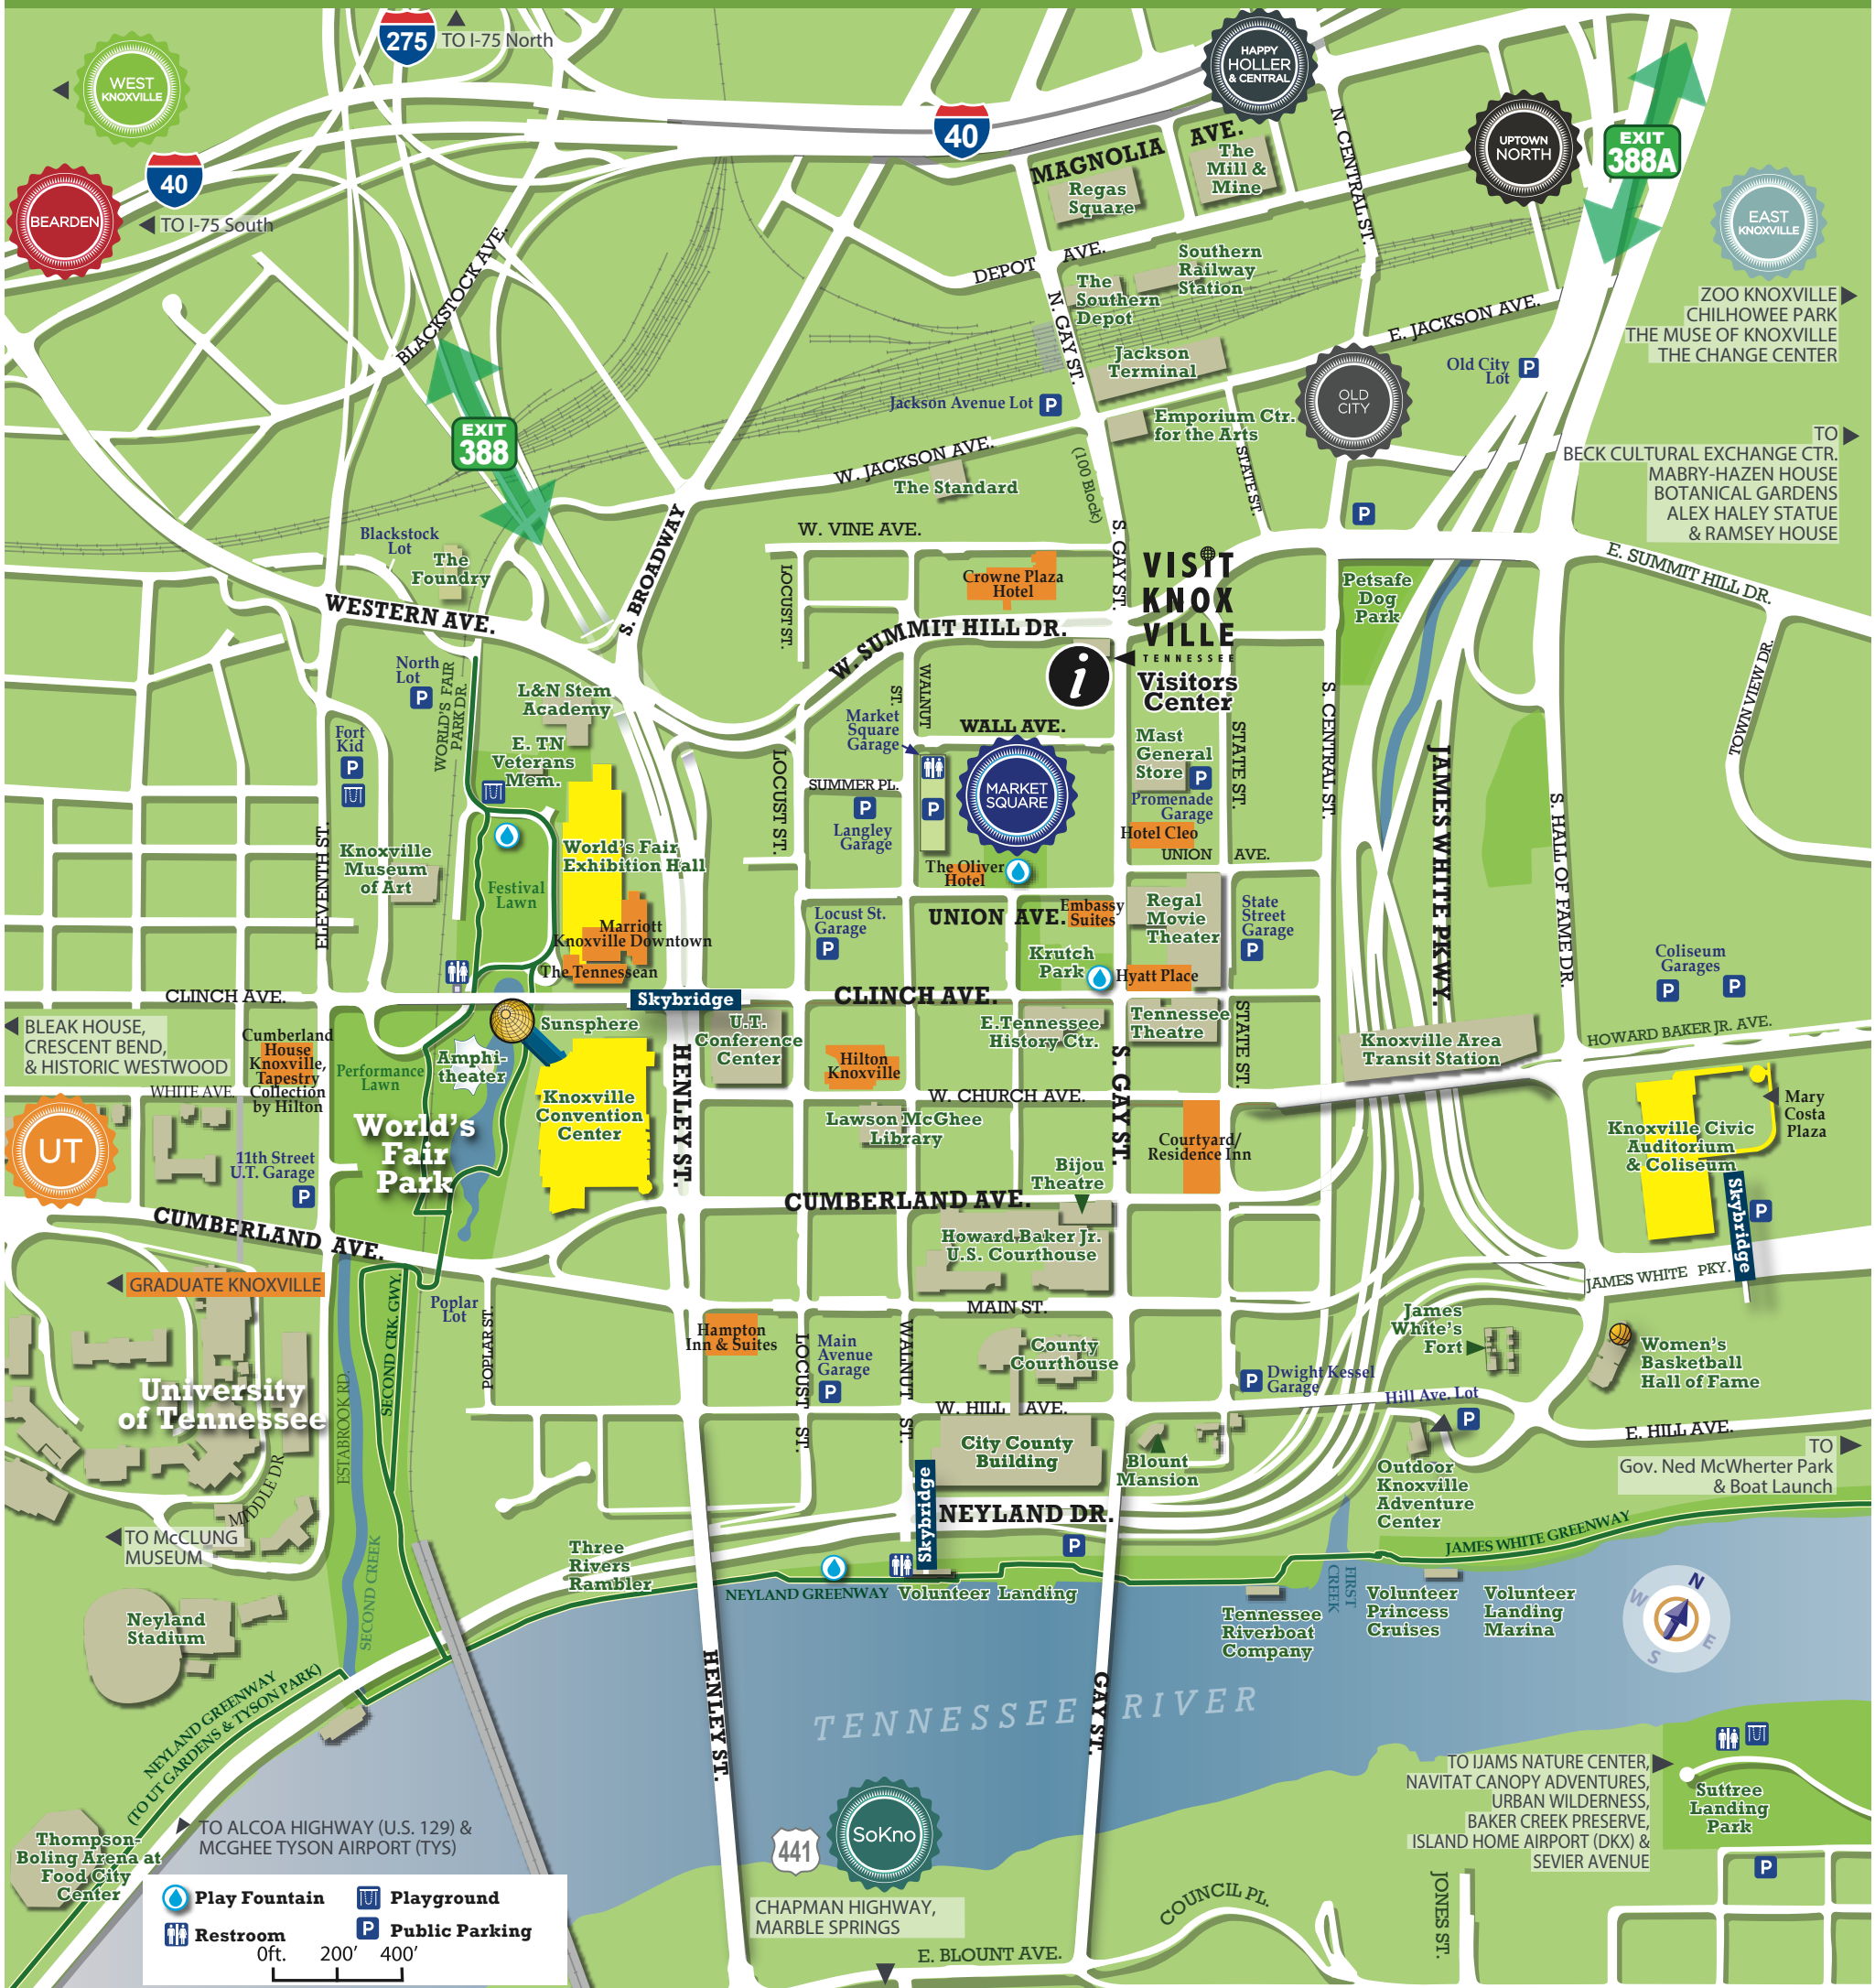 275
TO I-75 North
WEST
KNOXVILLE
HAPPY
HOLLER
& CENTRAL
40
UPTOWN
NORTH
EXIT
388A
BEARDEN
40
TO I-75 South
EAST
KNOXVILLE
MAGNOLIA AVE.
The
Mill &
Mine
Regas
Square
N. CENTRAL ST.
BLACKSTOCK AVE.
DEPOT AVE.
Southern
Railway
Station
The
Southern
Depot
N. GAY ST.
ZOO KNOXVILLE
CHILHOWEE PARK
THE MUSE OF KNOXVILLE
THE CHANGE CENTER
E. JACKSON AVE.
Jackson
Terminal
Old City
Lot
P
OLD
CITY
Jackson Avenue Lot
P
Emporium Ctr.
for the Arts
EXIT
388
TO
BECK CULTURAL EXCHANGE CTR.
MABRY-HAZEN HOUSE
BOTANICAL GARDENS
ALEX HALEY STATUE
& RAMSEY HOUSE
W. JACKSON AVE.
The Standard
(100 Block)
STATE ST.
P
Blackstock
Lot
The
Foundry
W. VINE AVE.
S. BROADWAY
LOCUST ST.
Crowne Plaza
Hotel
S. GAY ST.
VISIT
KNOX
VILLE
TENNESSEE
Petsafe
Dog
Park
E. SUMMIT HILL DR.
WESTERN AVE.
W. SUMMIT HILL DR.
i
Visitors
Center
North
Lot
P
WORLD'S FAIR
PARK DR.
L&N Stem
Academy
WALNUT
ST.
S. CENTRAL ST.
TOWN VIEW DR.
Market
Square
Garage
WALL AVE.
Fort
Kid
P
E. TN
Veterans
Mem.
Mast
General
Store
P
STATE ST.
JAMES WHITE PKWY.
LOCUST ST.
SUMMER PL.
P
Langley
Garage
P
MARKET
SQUARE
Promenade
Garage
Hotel Cleo
UNION AVE.
S. HALL OF FAME DR.
ELEVENTH ST.
Knoxville
Museum
of Art
World's Fair
Exhibition Hall
Festival
Lawn
The Oliver
Hotel
Locust St.
Garage
P
UNION AVE.
Embassy
Suites
Regal
Movie
Theater
State
Street
Garage
P
Marriott
Knoxville Downtown
The Tennessean
Krutch
Park
Hyatt Place
Coliseum
Garages
P
P
CLINCH AVE.
Skybridge
CLINCH AVE.
BLEAK HOUSE,
CRESCENT BEND,
& HISTORIC WESTWOOD
Cumberland
House
Knoxville,
Tapestry
Collection
by Hilton
WHITE AVE.
Performance
Lawn
Amphi-
theater
Sunsphere
U.T.
Conference
Center
Hilton
Knoxville
E.Tennessee
History Ctr.
Tennessee
Theatre
STATE ST.
Knoxville Area
Transit Station
HOWARD BAKER JR. AVE.
HENLEY ST.
Knoxville
Convention
Center
W. CHURCH AVE.
S. GAY ST.
Lawson McGhee
Library
Mary
Costa
Plaza
Knoxville Civic
Auditorium
& Coliseum
UT
World's
Fair
Park
11th Street
U.T. Garage
P
Courtyard/
Residence Inn
Bijou
Theatre
Skybridge
P
CUMBERLAND AVE.
CUMBERLAND AVE.
Howard Baker Jr.
U.S. Courthouse
GRADUATE KNOXVILLE
JAMES WHITE PKY.
Poplar
Lot
SECOND CRK. GWY.
POPLAR ST.
MAIN ST.
Hampton
Inn & Suites
LOCUST ST.
Main
Avenue
Garage
P
WALNUT ST.
County
Courthouse
James
White's
Fort
Women's
Basketball
Hall of Fame
P
Dwight Kessel
Garage
Hill Ave. Lot
P
University
of Tennessee
ESTABROOK RD.
W. HILL AVE.
E. HILL AVE.
City County
Building
Blount
Mansion
Outdoor
Knoxville
Adventure
Center
TO
Gov. Ned McWherter Park
& Boat Launch
MIDDLE DR.
Skybridge
NEYLAND DR.
P
TO McCLUNG
MUSEUM
SECOND CREEK
Three
Rivers
Rambler
JAMES WHITE GREENWAY
NEYLAND GREENWAY
Volunteer Landing
FIRST
CREEK
Tennessee
Riverboat
Company
Volunteer
Princess
Cruises
Volunteer
Landing
Marina
N
W
E
S
Neyland
Stadium
NEYLAND GREENWAY
(TO UT GARDENS & TYSON PARK)
HENLEY ST.
GAY ST.
TENNESSEE RIVER
TO IJAMS NATURE CENTER,
NAVITAT CANOPY ADVENTURES,
URBAN WILDERNESS,
BAKER CREEK PRESERVE,
ISLAND HOME AIRPORT (DKX) &
SEVIER AVENUE
Suttree
Landing
Park
P
TO ALCOA HIGHWAY (U.S. 129) &
MCGHEE TYSON AIRPORT (TYS)
Thompson-
Boling Arena at
Food City
Center
441
SoKno
CHAPMAN HIGHWAY,
MARBLE SPRINGS
COUNCIL PL.
JONES ST.
E. BLOUNT AVE.
Play Fountain
Playground
Restroom
P Public Parking
0ft. 200' 400'